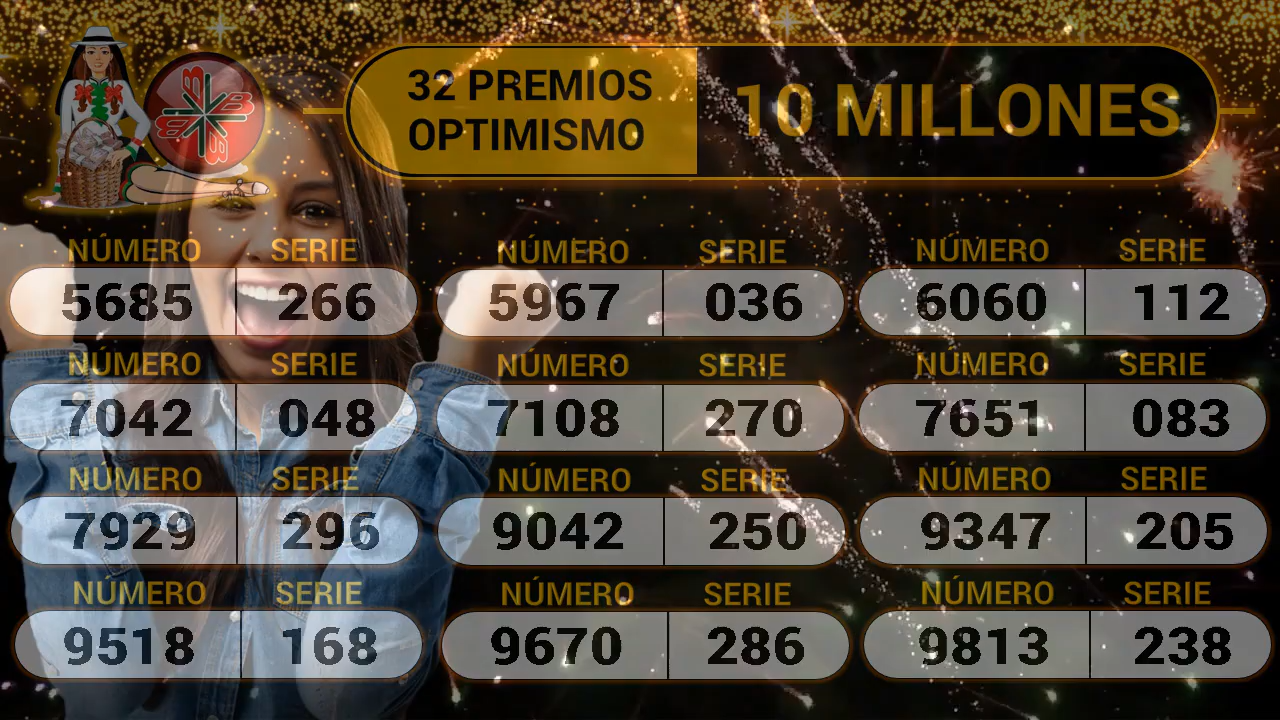 32 PREMIOS
OPTIMISMO
10 MILLONES
NÚMERO SERIE NÚMERO SERIE NÚMERO SERIE
5685 266 5967 036 6060 112
NÚMERO SERIE NÚMERO SERIE NÚMERO SERIE
7042 048 7108 270 7651 083
NÚMERO SERIE NÚMERO SERIE NÚMERO SERIE
7929 296 9042 250 9347 205
NÚMERO SERIE NÚMERO SERIE NÚMERO SERIE
9518 168 9670 286 9813 238